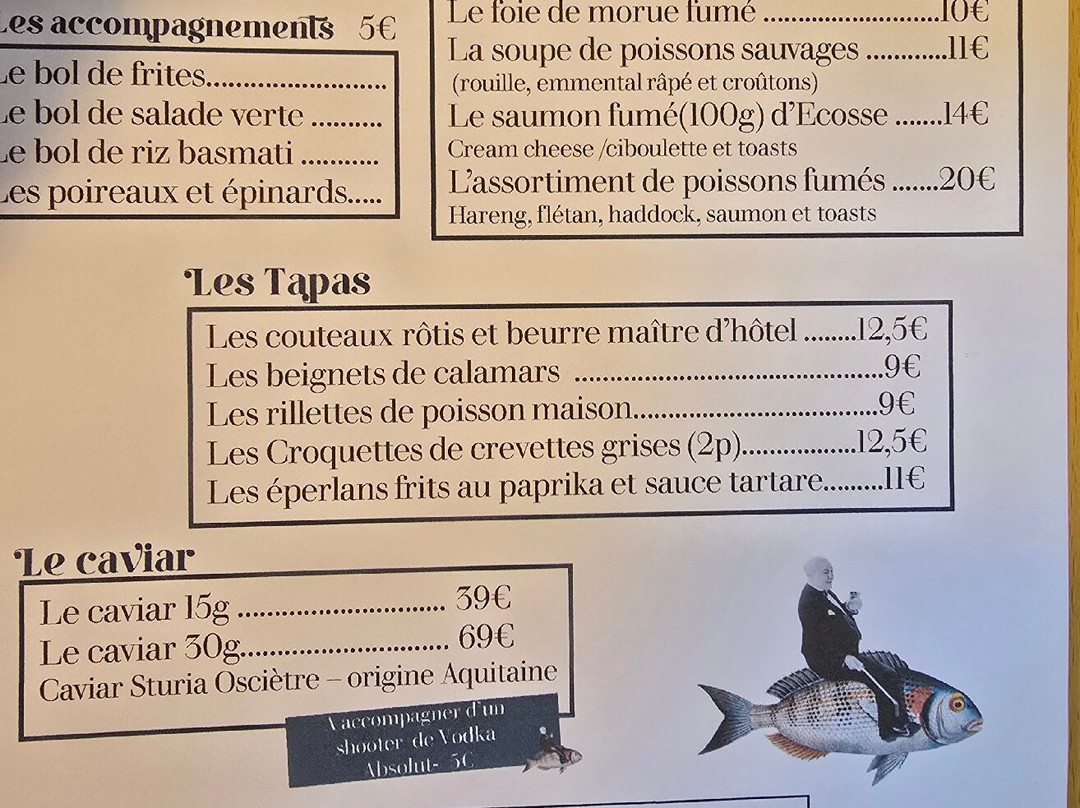 Les accompagnements 5€
Le bol de frites..............................
Le bol de salade verte ..........
Le bol de riz basmati ...........
Les poireaux et épinards.....
Le foie de morue fumé .........................10€
La soupe de poissons sauvages ............11€
(rouille, emmental râpé et croûtons)
Le saumon fumé(100g) d'Ecosse .......14€
Cream cheese /ciboulette et toasts
L'assortiment de poissons fumés .......20€
Hareng, flétan, haddock, saumon et toasts
Les Tapas
Les couteaux rôtis et beurre maître d'hôtel ........12,5€
Les beignets de calamars ..............................................9€
Les rillettes de poisson maison....................................9€
Les Croquettes de crevettes grises (2p).................12,5€
Les éperlans frits au paprika et sauce tartare.........11€
Le caviar
Le caviar 15g ............................... 39€
Le caviar 30g............................... 69€
Caviar Sturia Oscìètre – origine Aquitaine
A accompagner d'un
shooter de Vodka
Absolut- 5€